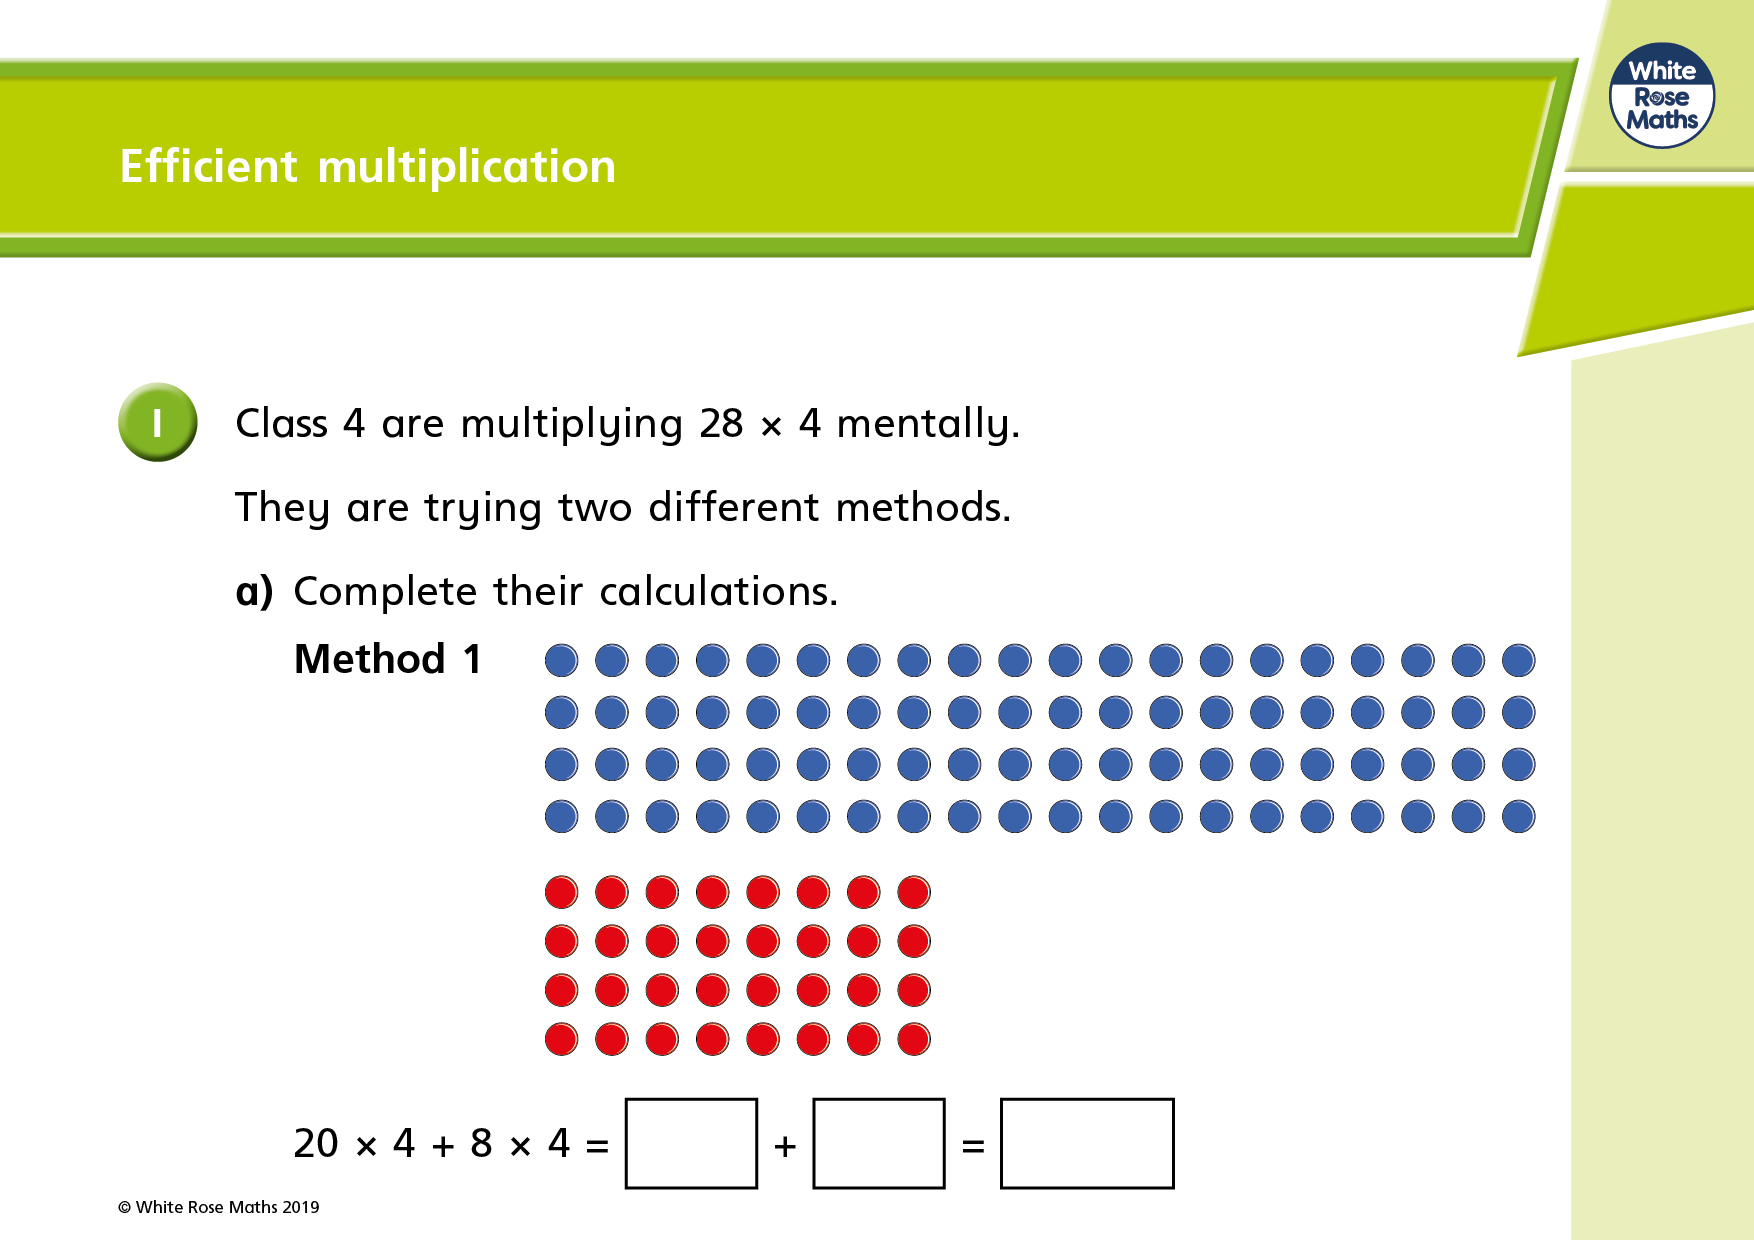 Efficient multiplication
White
Rose
Maths
1 Class 4 are multiplying 28 × 4 mentally.
They are trying two different methods.
a) Complete their calculations.
Method 1
20 × 4 + 8 × 4 = + =
© White Rose Maths 2019